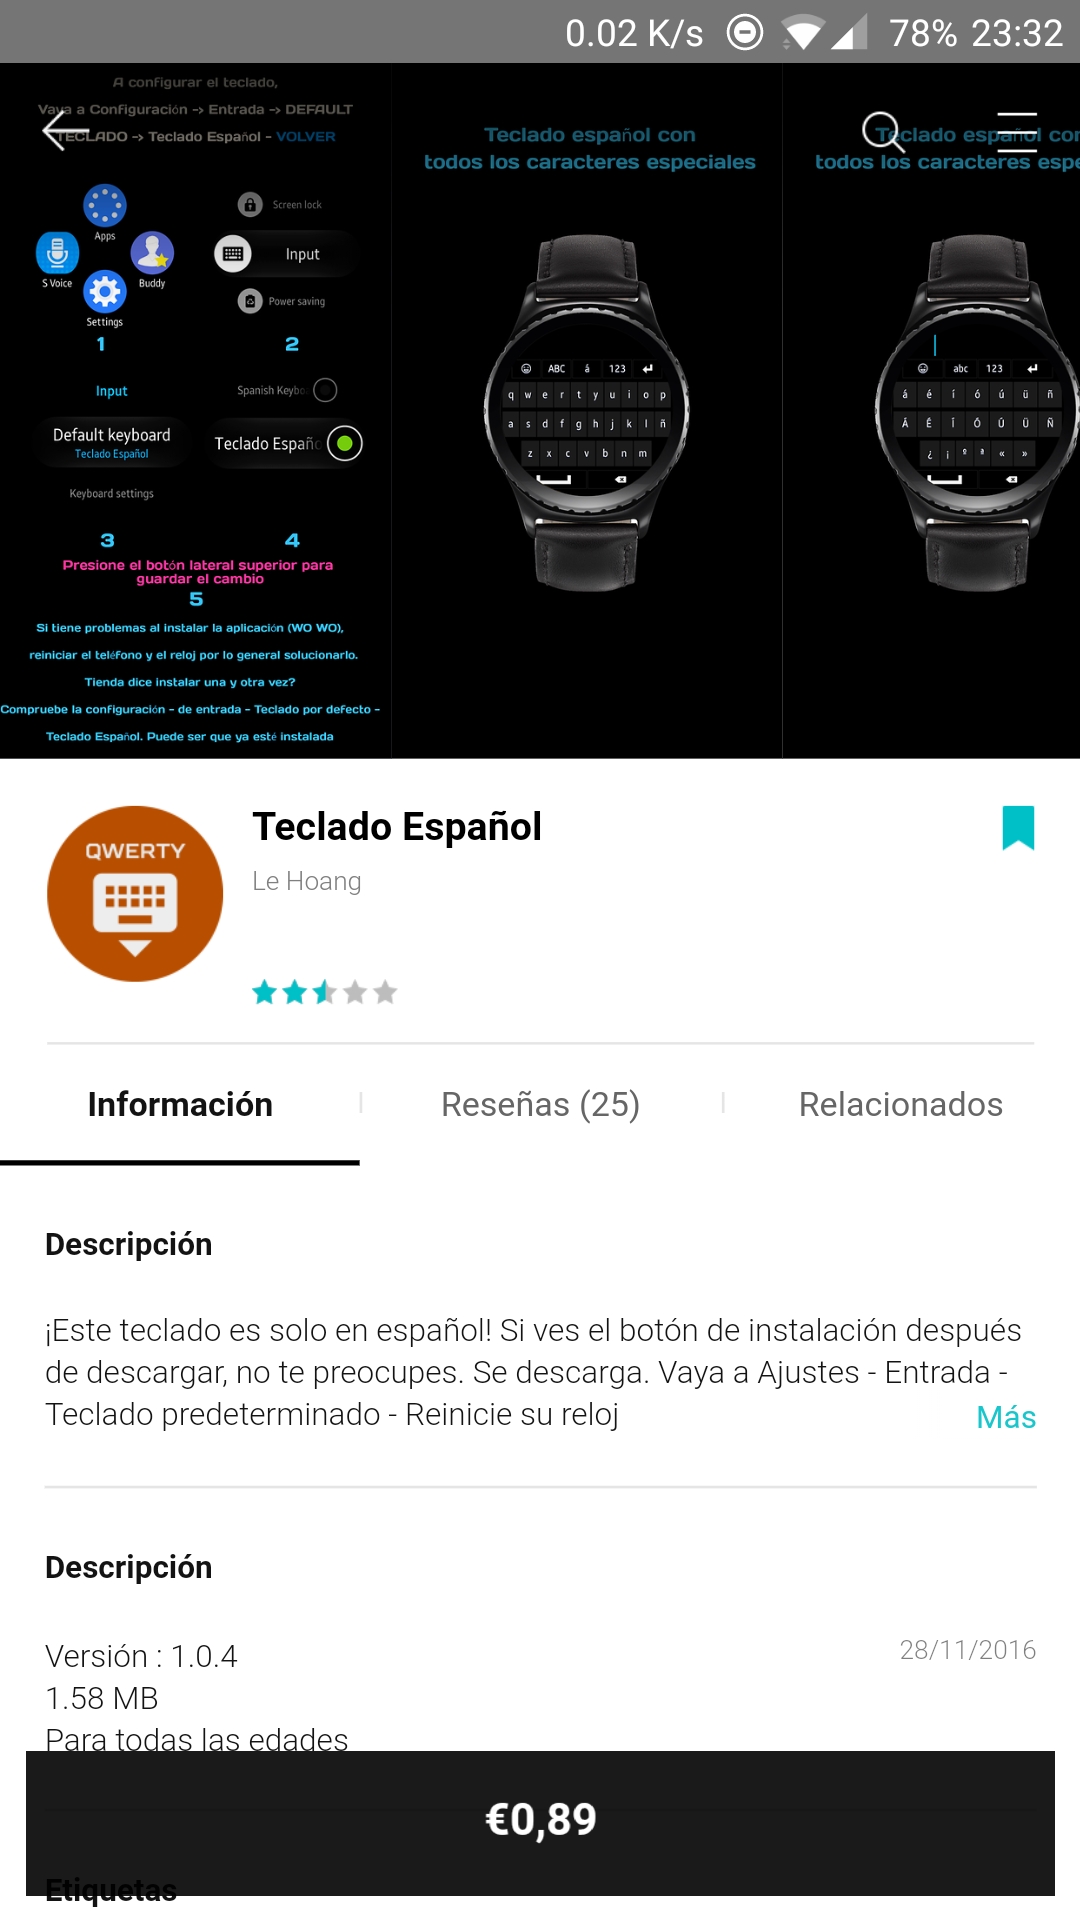 0.02 K/s 78% 23:32
A configurar el teclado,
Vaya a Configuración -> Entrada -> DEFAULT
TECLADO -> Teclado Español - VOLVER
Apps
S Voice
Buddy
Settings
1
Screen lock
Input
Power saving
2
Input
Default keyboard
Teclado Español
Keyboard settings
3
Spanish Keybo
Teclado Españo
4
Presione el botón lateral superior para
guardar el cambio
5
Si tiene problemas al instalar la aplicación (WO WO),
reiniciar el teléfono y el reloj por lo general solucionarlo.
Tienda dice instalar una y otra vez?
Compruebe la configuración - de entrada - Teclado por defecto -
Teclado Español. Puede ser que ya esté instalada
Teclado español con
todos los caracteres especiales
ABC á 123
q w e r t y u i o p
a s d f g h j k l ñ
z x c v b n m
Teclado español con
todos los caracteres espe
abc 123
á é í ó ú ü ñ
Á É Í Ó Ú Ü Ñ
¿ ¡ º ª « »
QWERTY
Teclado Español
Le Hoang
Información
Reseñas (25)
Relacionados
Descripción
¡Este teclado es solo en español! Si ves el botón de instalación después
de descargar, no te preocupes. Se descarga. Vaya a Ajustes - Entrada -
Teclado predeterminado - Reinicie su reloj
Más
Descripción
Versión : 1.0.4
28/11/2016
1.58 MB
Para todas las edades
€0,89
Etiquetas